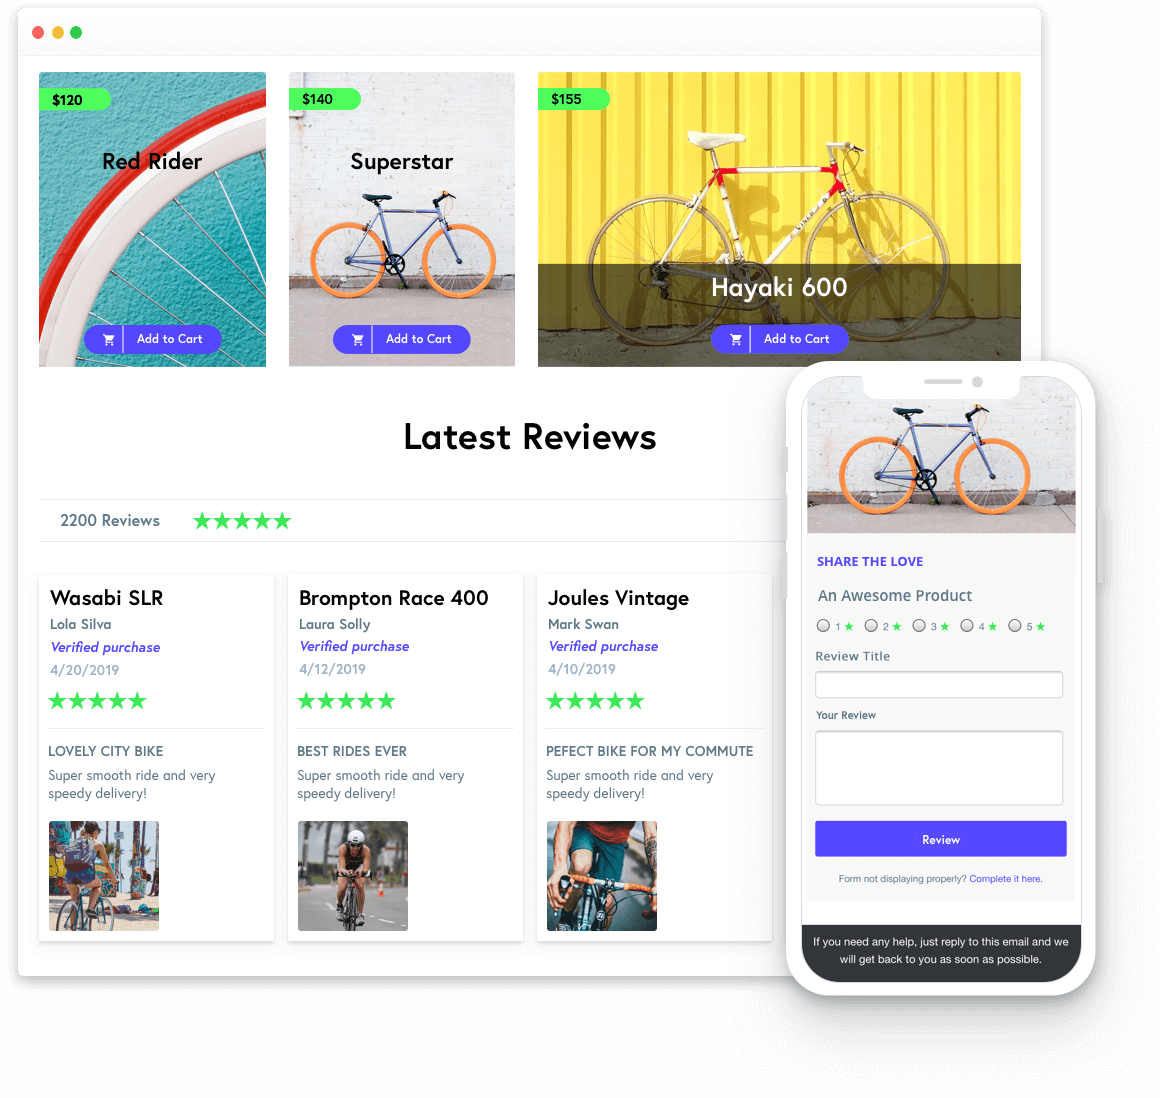 $120
Red Rider
Add to Cart
$140
Superstar
Add to Cart
$155
Hayaki 600
Add to Cart
Latest Reviews
2200 Reviews
Wasabi SLR
Lola Silva
Verified purchase
4/20/2019
LOVELY CITY BIKE
Super smooth ride and very
speedy delivery!
Brompton Race 400
Laura Solly
Verified purchase
4/12/2019
BEST RIDES EVER
Super smooth ride and very
speedy delivery!
Joules Vintage
Mark Swan
Verified purchase
4/10/2019
PEFECT BIKE FOR MY COMMUTE
Super smooth ride and very
speedy delivery!
SHARE THE LOVE
An Awesome Product
1 ★ 2 ★ 3 ★ 4 ★ 5 ★
Review Title
Your Review
Review
Form not displaying properly? Complete it here.
If you need any help, just reply to this email and we
will get back to you as soon as possible.